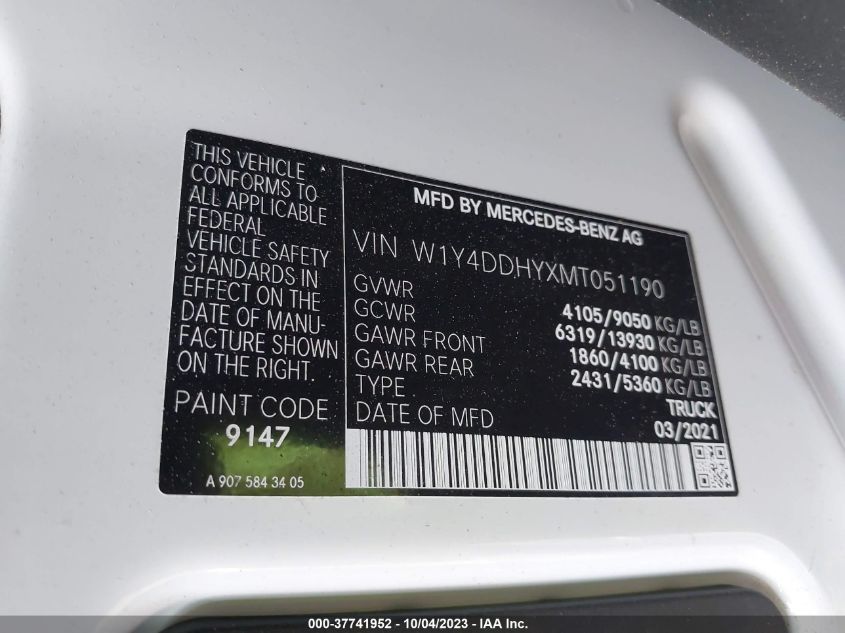 THIS VEHICLE
CONFORMS TO
ALL APPLICABLE
FEDERAL
VEHICLE SAFETY
STANDARDS IN
EFFECT ON THE
DATE OF MANU-
FACTURE SHOWN
ON THE RIGHT.
PAINT CODE
9147
A 907 584 34 05
MFD BY MERCEDES-BENZ AG
VIN W1Y4DDHYXMT051190
GVWR 4105/9050 KG/LB
GCWR 6319/13930 KG/LB
GAWR FRONT 1860/4100 KG/LB
GAWR REAR 2431/5360 KG/LB
TYPE TRUCK
DATE OF MFD 03/2021
000-37741952 - 10/04/2023 - IAA Inc.